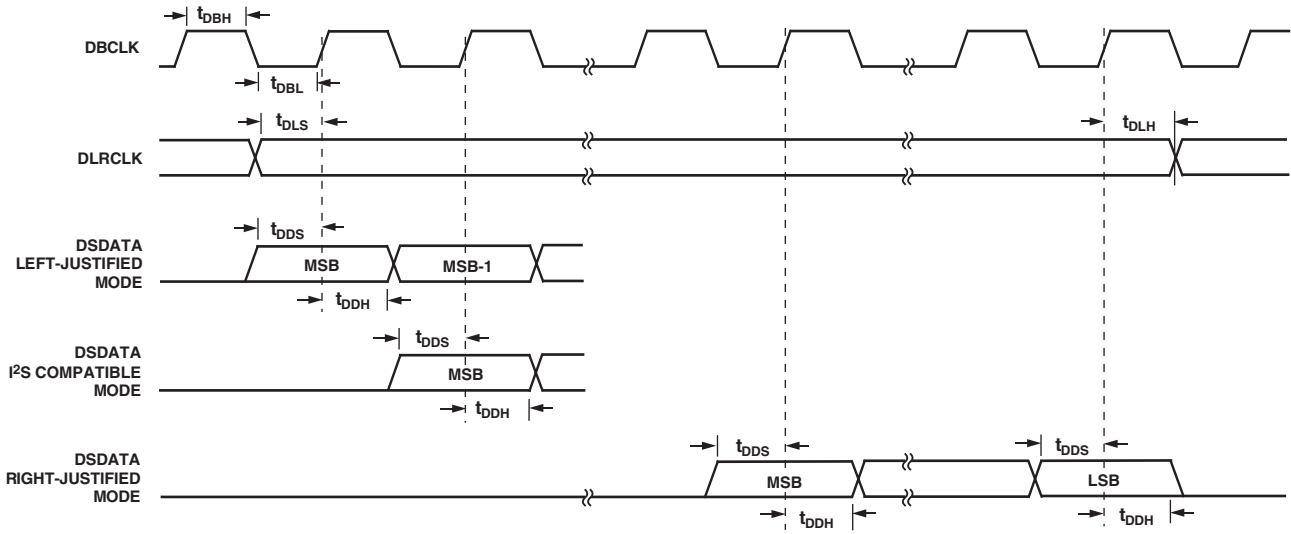 tDBH
DBCLK
tDBL
tDLS
tDLH
DLRCLK
tDDS
DSDATA
LEFT-JUSTIFIED
MODE
MSB
MSB-1
tDDH
tDDS
DSDATA
I²S COMPATIBLE
MODE
MSB
tDDH
DSDATA
RIGHT-JUSTIFIED
MODE
tDDS
tDDS
MSB
LSB
tDDH
tDDH